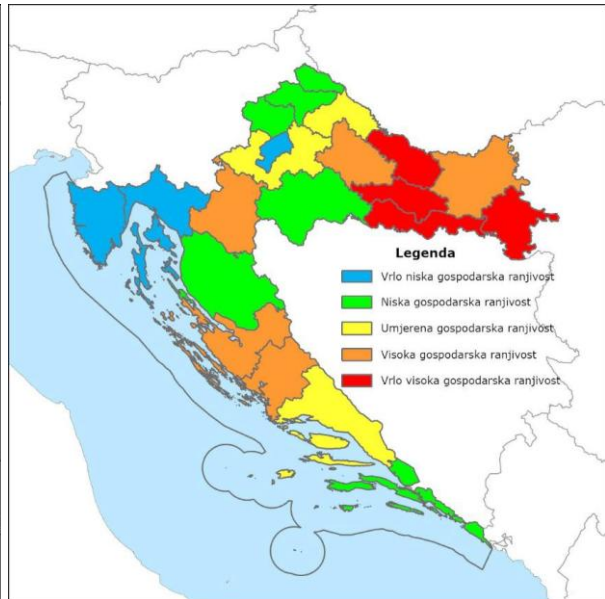 Legenda
Vrlo niska gospodarska ranjivost
Niska gospodarska ranjivost
Umjerena gospodarska ranjivost
Visoka gospodarska ranjivost
Vrlo visoka gospodarska ranjivost